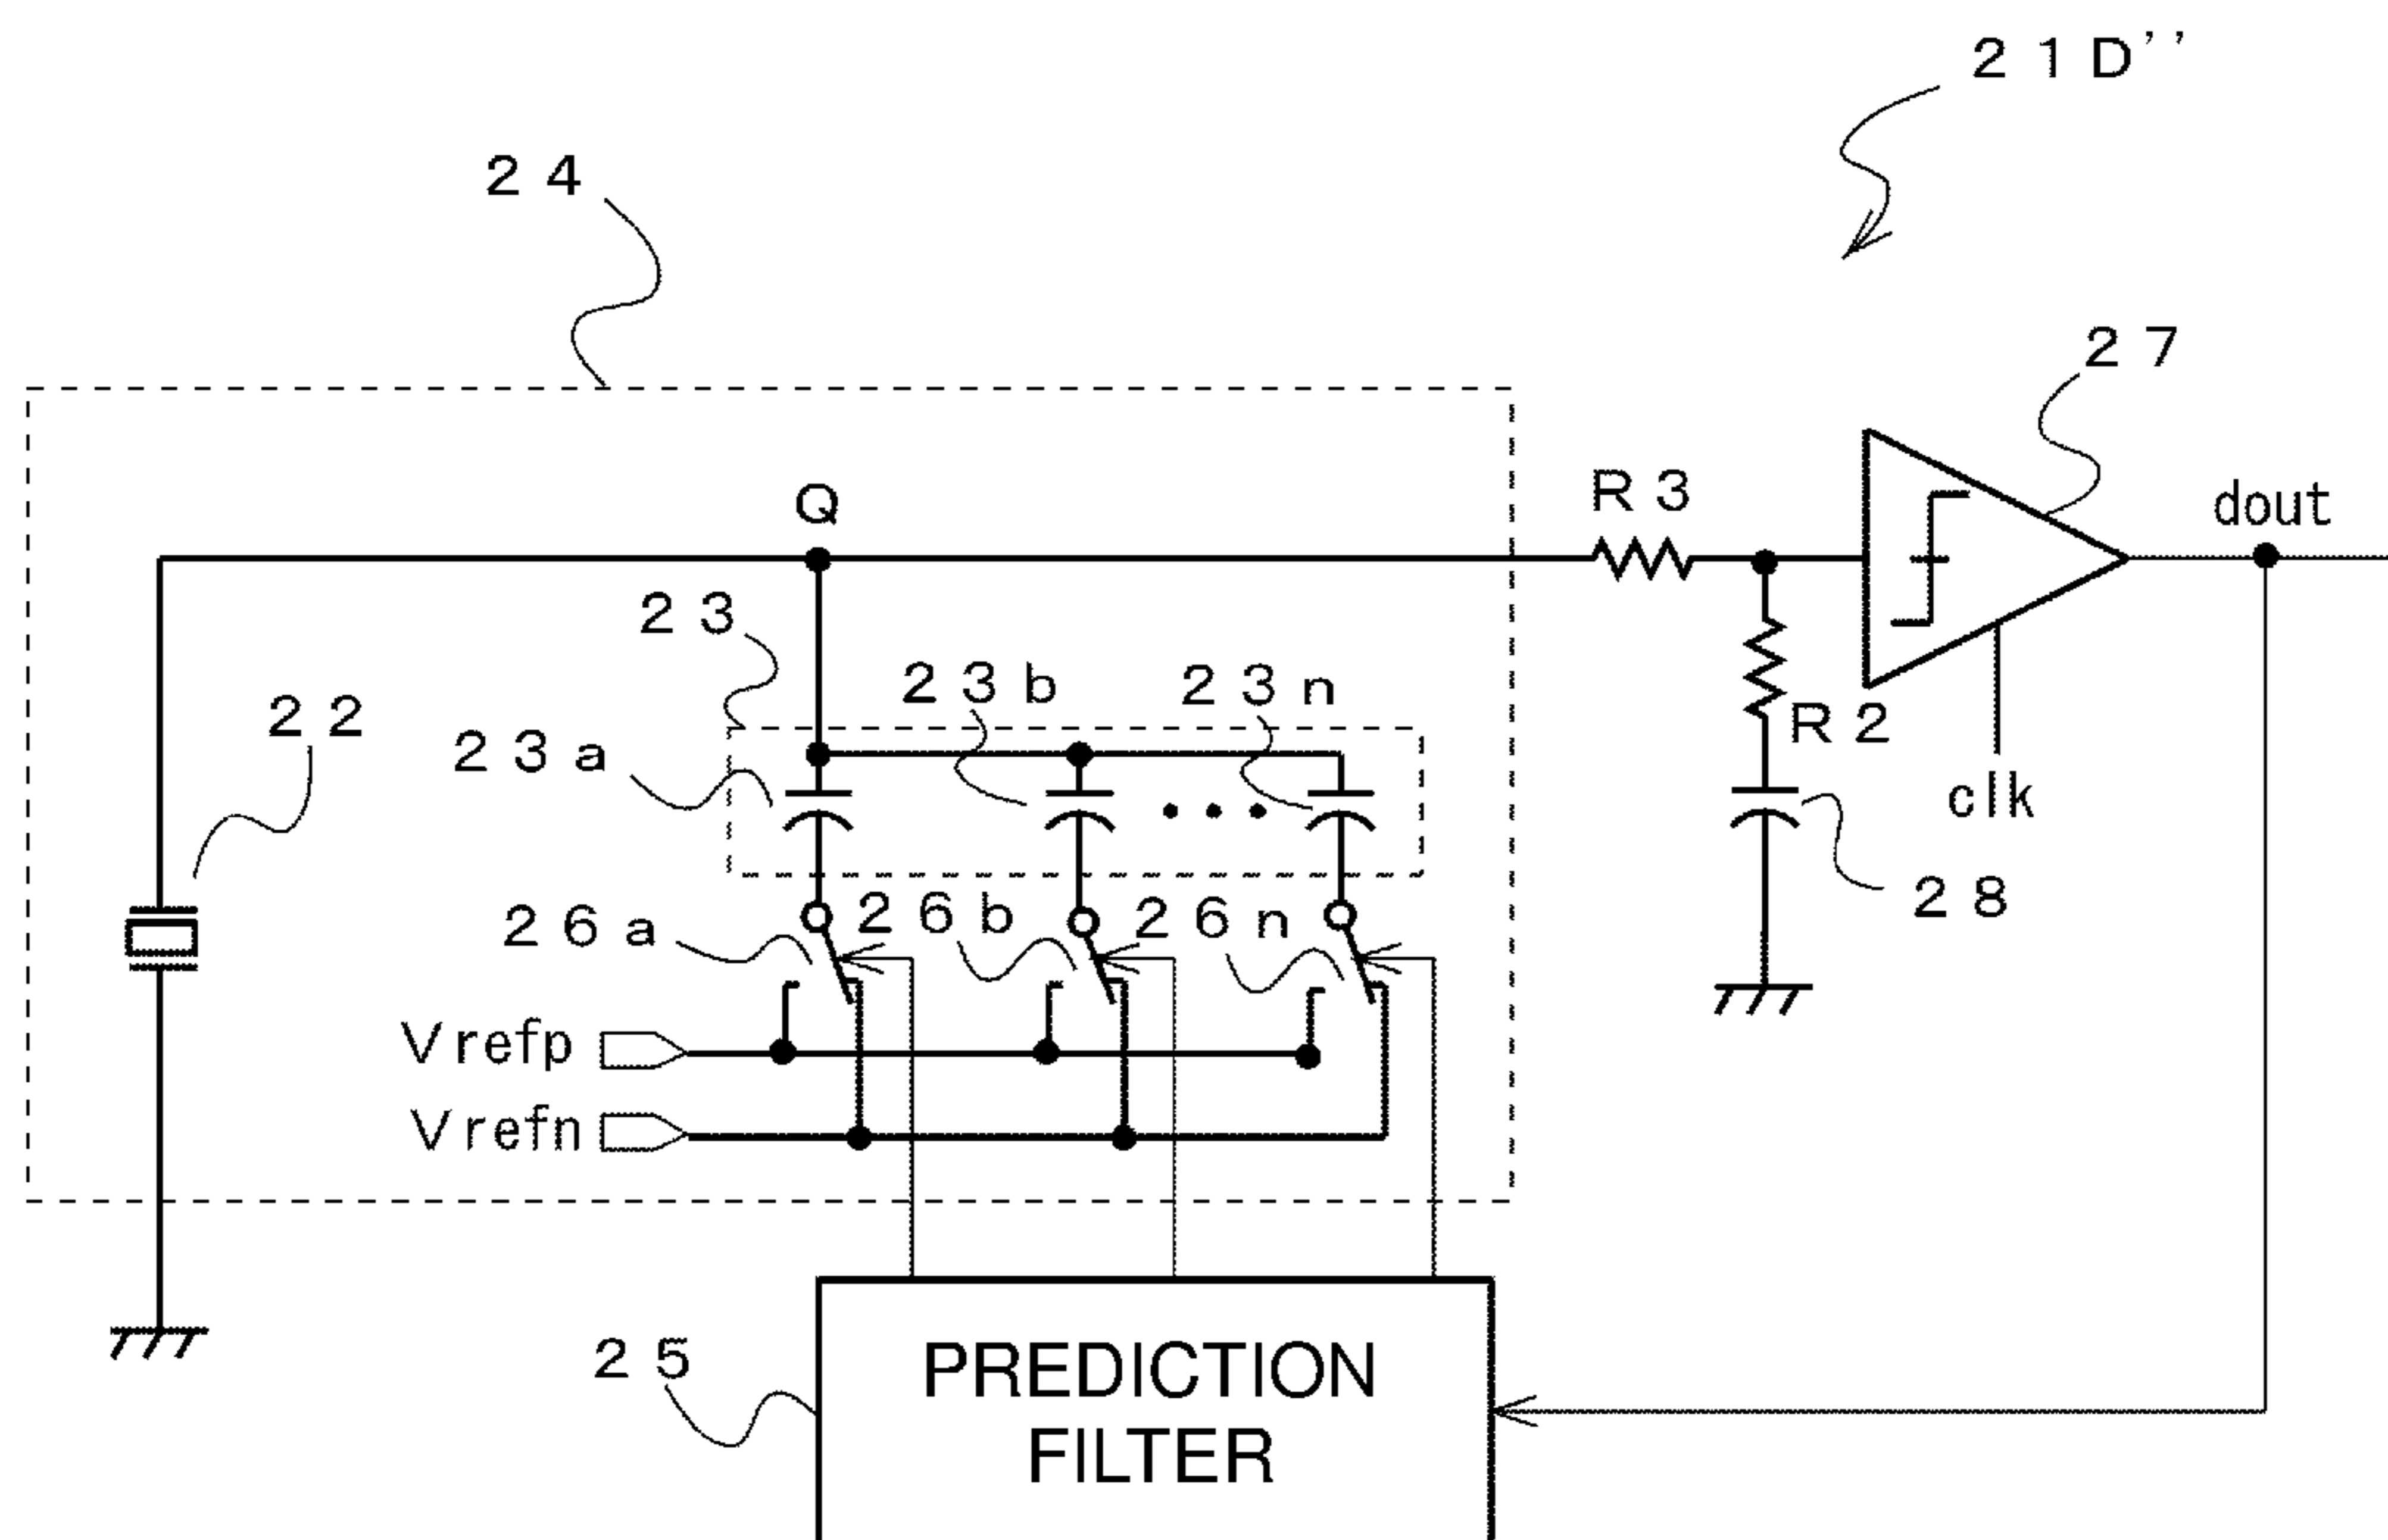 21D''
24
27
Q
R3
dout
23
23b
23n
22
23a
R2
clk
28
26a
26b
26n
Vrefp
Vrefn
25
PREDICTION
FILTER